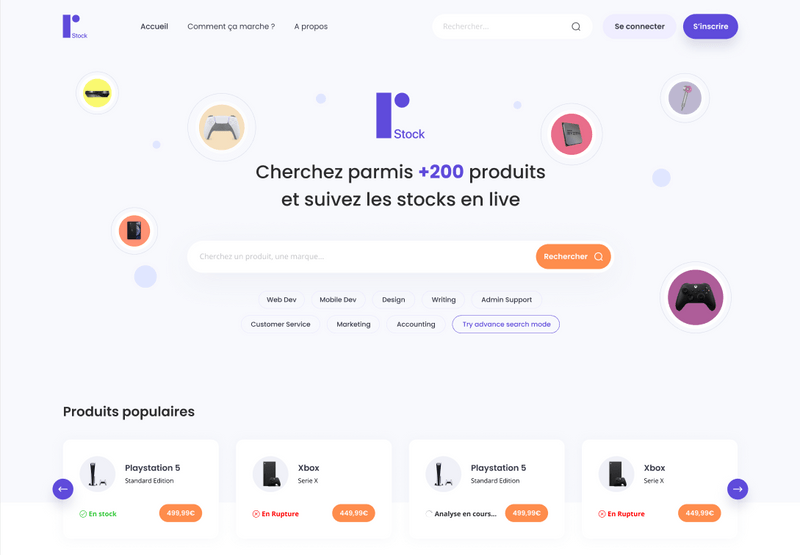 Stock
Accueil
Comment ça marche ?
A propos
Rechercher...
Se connecter
S'inscrire
Stock
Cherchez parmis +200 produits
et suivez les stocks en live
Cherchez un produit, une marque...
Rechercher
Web Dev
Mobile Dev
Design
Writing
Admin Support
Customer Service
Marketing
Accounting
Try advance search mode
Produits populaires
Playstation 5
Standard Edition
En stock
499,99€
Xbox
Serie X
En Rupture
449,99€
Playstation 5
Standard Edition
Analyse en cours...
499,99€
Xbox
Serie X
En Rupture
449,99€